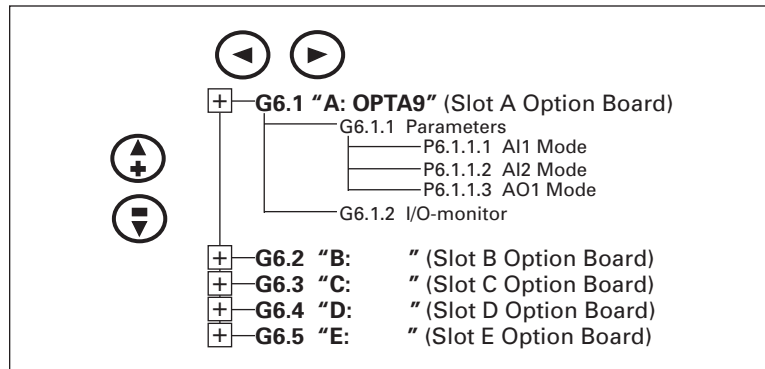 G6.1 “A: OPTA9” (Slot A Option Board)
G6.1.1 Parameters
P6.1.1.1 AI1 Mode
P6.1.1.2 AI2 Mode
P6.1.1.3 AO1 Mode
G6.1.2 I/O-monitor
G6.2 “B: ” (Slot B Option Board)
G6.3 “C: ” (Slot C Option Board)
G6.4 “D: ” (Slot D Option Board)
G6.5 “E: ” (Slot E Option Board)